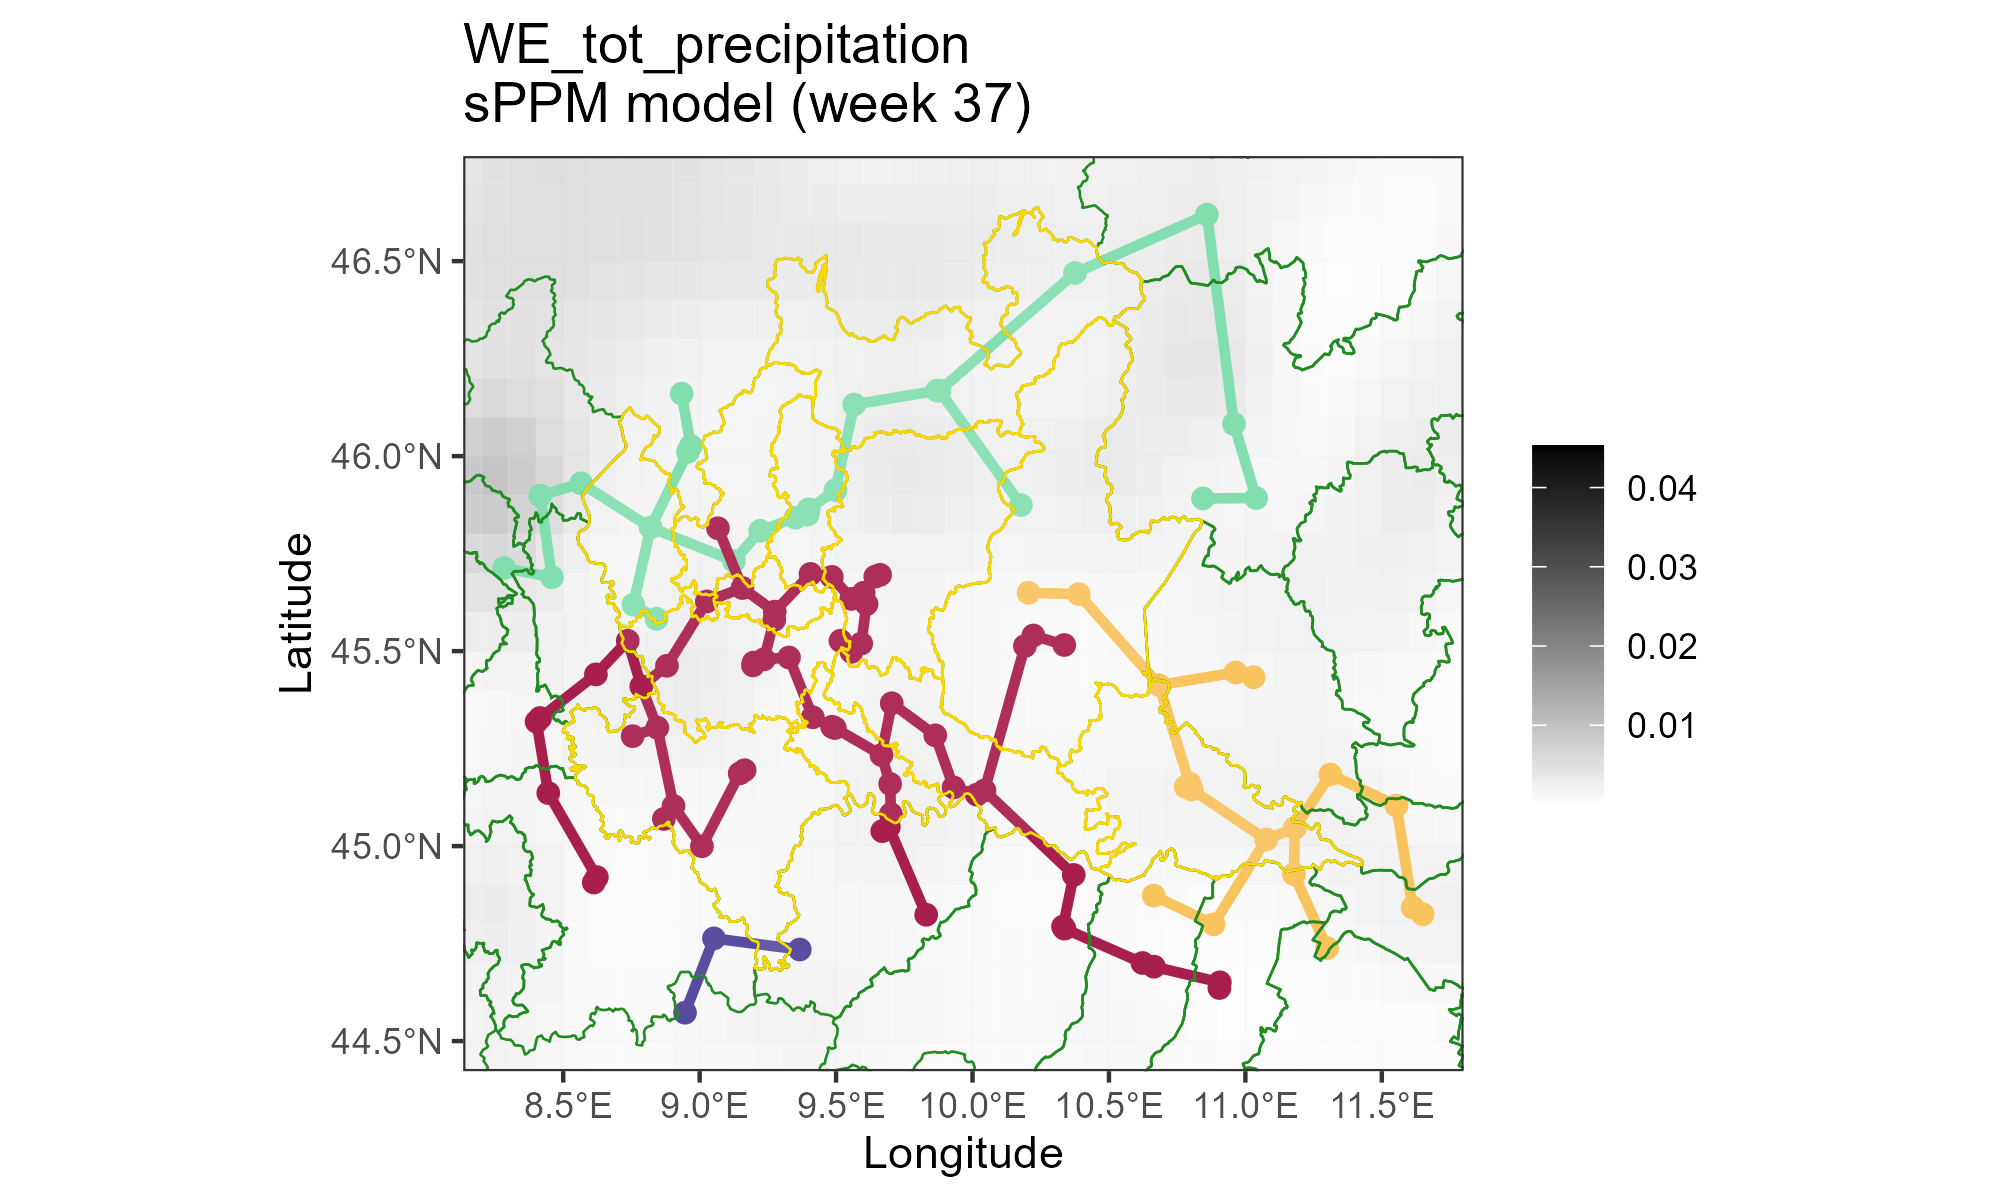 WE_tot_precipitation
sPPM model (week 37)
46.5°N
46.0°N
45.5°N
45.0°N
44.5°N
Latitude
8.5°E
9.0°E
9.5°E
10.0°E
10.5°E
11.0°E
11.5°E
Longitude
0.04
0.03
0.02
0.01